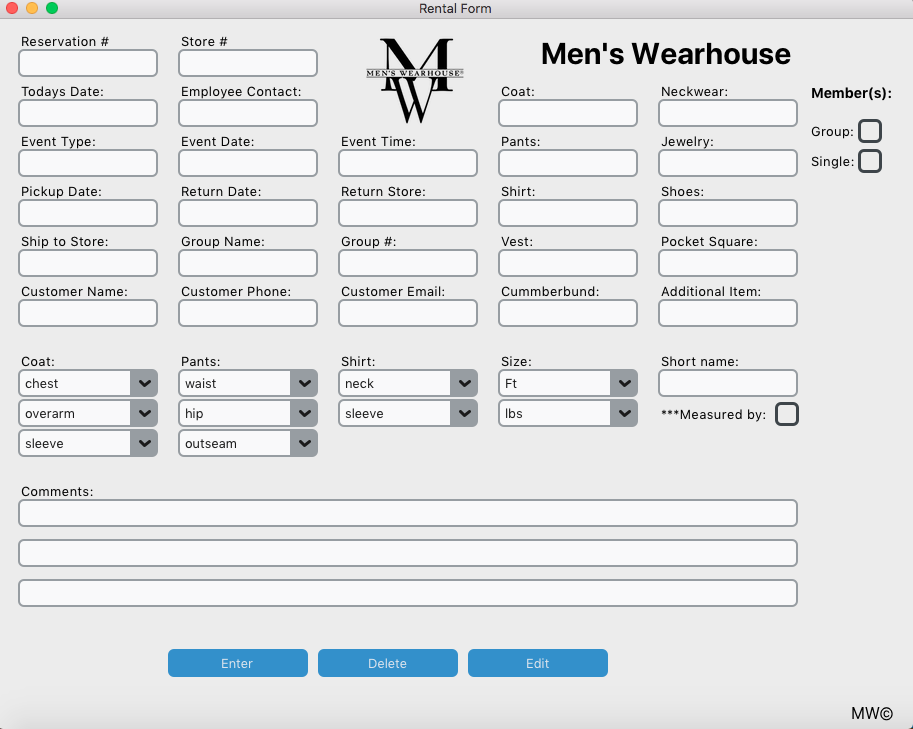 Rental Form
Reservation # Store #
MEN'S WEARHOUSE®
Men's Wearhouse
Todays Date: Employee Contact: Coat: Neckwear: Member(s):
Group:
Event Type: Event Date: Event Time: Pants: Jewelry:
Single:
Pickup Date: Return Date: Return Store: Shirt: Shoes:
Ship to Store: Group Name: Group #: Vest: Pocket Square:
Customer Name: Customer Phone: Customer Email: Cummberbund: Additional Item:
Coat: Pants: Shirt: Size: Short name:
chest waist neck Ft
overarm hip sleeve lbs ***Measured by:
sleeve outseam
Comments:
Enter Delete Edit
MW©